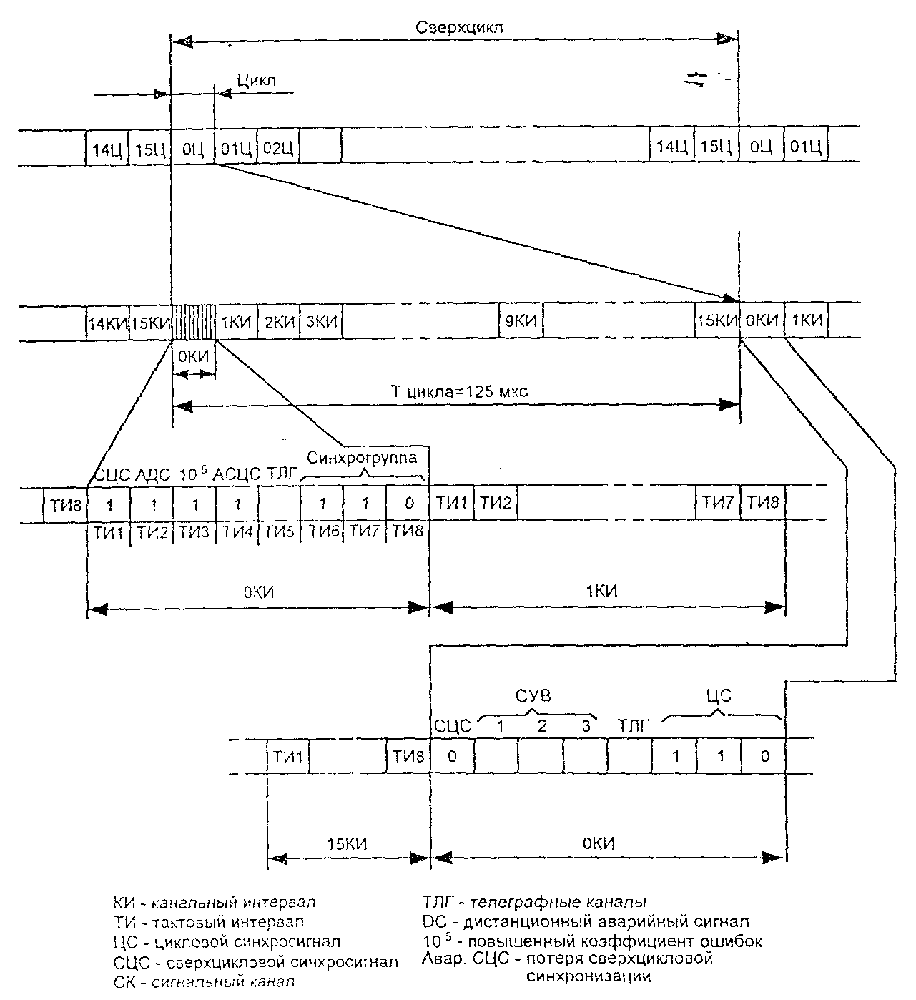 Сверхцикл
Цикл
14Ц 15Ц 0Ц 01Ц 02Ц 14Ц 15Ц 0Ц 01Ц
14КИ 15КИ 1КИ 2КИ 3КИ 9КИ 15КИ 0КИ 1КИ
0КИ
Т цикла=125 мкс
Синхрогруппа
СЦС АДС 10-5 АСЦС ТЛГ
ТИ8 1 1 1 1 1 1 0 ТИ1 ТИ2 ТИ7 ТИ8
ТИ1 ТИ2 ТИ3 ТИ4 ТИ5 ТИ6 ТИ7 ТИ8
0КИ 1КИ
СУВ ЦС
СЦС 1 2 3 ТЛГ
ТИ1 ТИ8 0 1 1 0
15КИ 0КИ
КИ - канальный интервал
ТИ - тактовый интервал
ЦС - цикловой синхросигнал
СЦС - сверхцикловой синхросигнал
СК - сигнальный канал
ТЛГ - телеграфные каналы
DC - дистанционный аварийный сигнал
10-5 - повышенный коэффициент ошибок
Авар. СЦС - потеря сверхцикловой
синхронизации